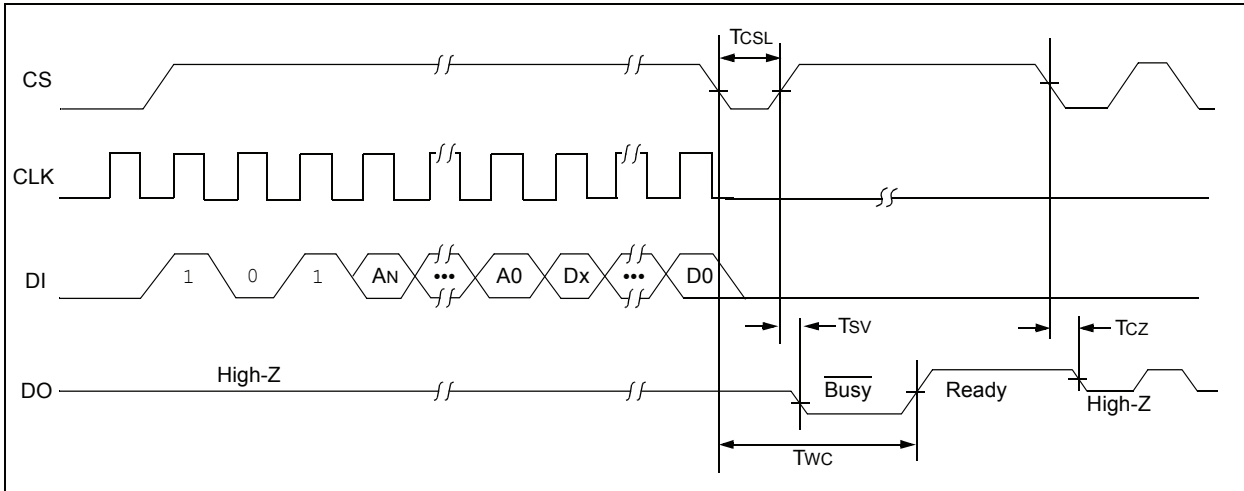 TCSL
CS
CLK
DI 1 0 1 AN ••• A0 Dx ••• D0
TSV
TCZ
High-Z
DO
Busy
Ready
High-Z
TWC